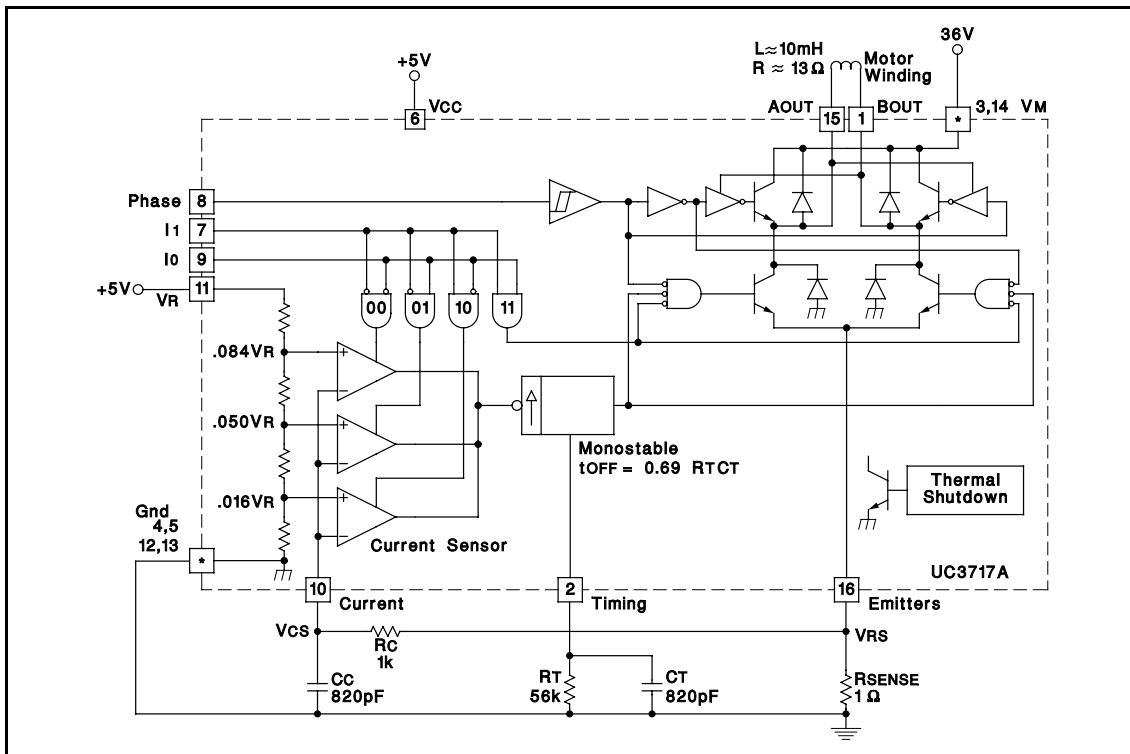 36V
L≈10mH
R ≈ 13Ω
Motor
Winding
+5V
VCC
6
AOUT
15
1
BOUT
*
3,14 VM
Phase
8
I1
7
I0
9
+5V
VR
11
00
01
10
11
.084VR
.050VR
.016VR
Monostable
tOFF = 0.69 RTCT
Thermal
Shutdown
Gnd
4,5
12,13
*
Current Sensor
UC3717A
10
Current
2
Timing
16
Emitters
VCS
RC
1k
VRS
CC
820pF
RT
56k
CT
820pF
RSENSE
1Ω